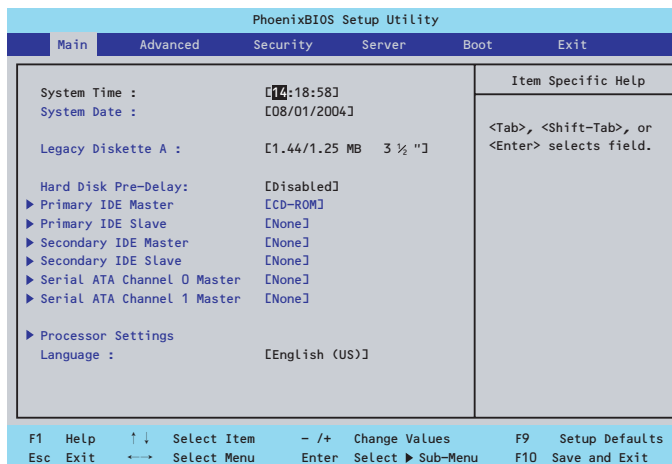 PhoenixBIOS Setup Utility
Main Advanced Security Server Boot Exit
Item Specific Help
System Time : [14:18:58]
System Date : [08/01/2004]
<Tab>, <Shift-Tab>, or
<Enter> selects field.
Legacy Diskette A : [1.44/1.25 MB 3 ½ "]
Hard Disk Pre-Delay: [Disabled]
▶ Primary IDE Master [CD-ROM]
▶ Primary IDE Slave [None]
▶ Secondary IDE Master [None]
▶ Secondary IDE Slave [None]
▶ Serial ATA Channel 0 Master [None]
▶ Serial ATA Channel 1 Master [None]
▶ Processor Settings
Language : [English (US)]
F1 Help ↑↓ Select Item - /+ Change Values F9 Setup Defaults
Esc Exit ←→ Select Menu Enter Select ▶ Sub-Menu F10 Save and Exit